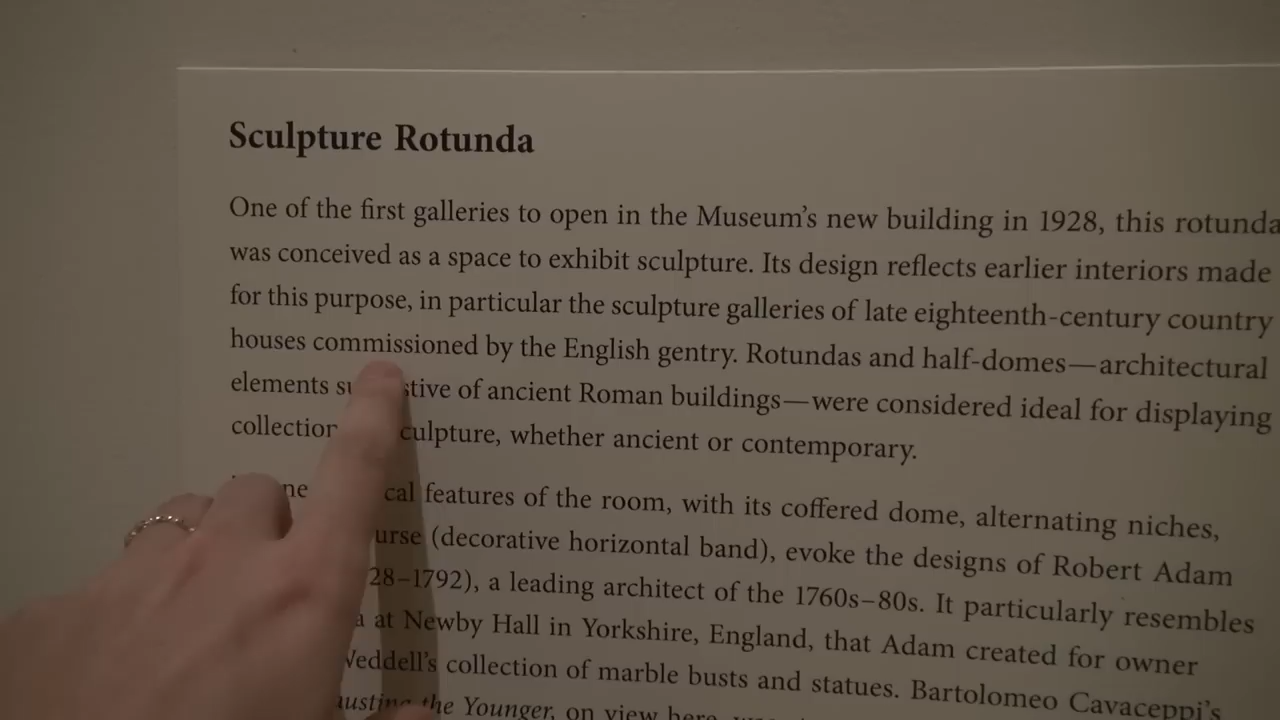 Sculpture Rotunda
One of the first galleries to open in the Museum's new building in 1928, this rotunda
was conceived as a space to exhibit sculpture. Its design reflects earlier interiors made
for this purpose, in particular the sculpture galleries of late eighteenth-century country
houses commissioned by the English gentry. Rotundas and half-domes—architectural
elements of ancient Roman buildings—were considered ideal for displaying
sculpture, whether ancient or contemporary.
features of the room, with its coffered dome, alternating niches,
(decorative horizontal band), evoke the designs of Robert Adam
28–1792), a leading architect of the 1760s–80s. It particularly resembles
at Newby Hall in Yorkshire, England, that Adam created for owner
Weddell's collection of marble busts and statues. Bartolomeo Cavaceppi's
the Younger, on view here, was